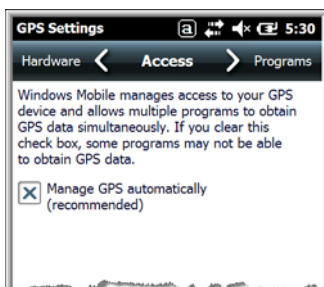 GPS Settings a 5:30
Hardware Access Programs
Windows Mobile manages access to your GPS
device and allows multiple programs to obtain
GPS data simultaneously. If you clear this
check box, some programs may not be able
to obtain GPS data.
Manage GPS automatically
(recommended)